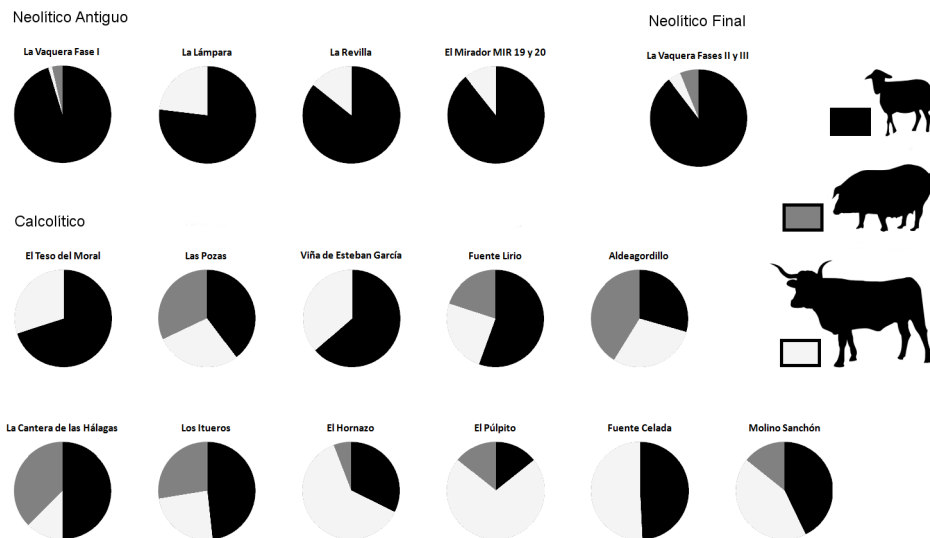 Neolítico Antiguo
Neolítico Final
La Vaquera Fase I
La Lámpara
La Revilla
El Mirador MIR 19 y 20
La Vaquera Fases II y III
Calcolítico
El Teso del Moral
Las Pozas
Viña de Esteban García
Fuente Lirio
Aldeagordillo
La Cantera de las Hálagas
Los Itueros
El Hornazo
El Púlpito
Fuente Celada
Molino Sanchón